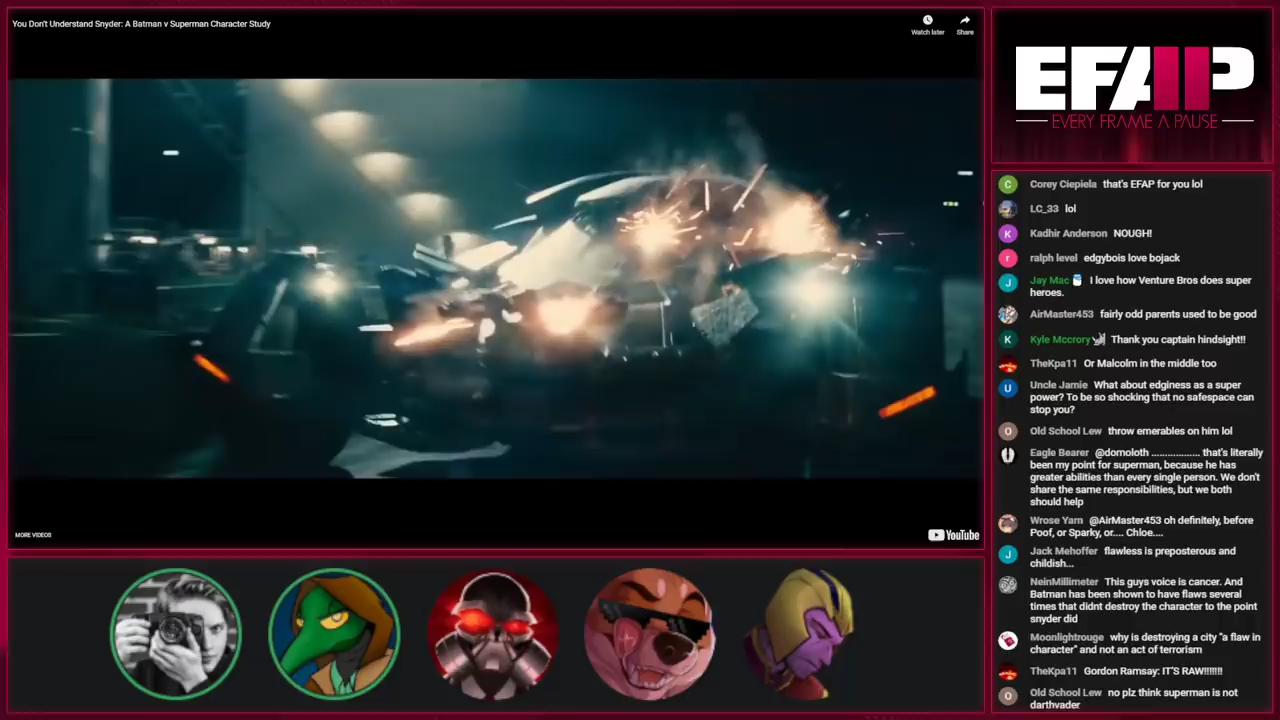 You Don't Understand Snyder: A Batman v Superman Character Study
Watch later
Share
MORE VIDEOS
YouTube
EFAP
EVERY FRAME A PAUSE
Corey Ciepiela that's EFAP for you lol
LC_33 lol
Kadhir Anderson NOUGH!
ralph level edgybois love bojack
Jay Mac I love how Venture Bros does super
heroes.
AirMaster453 fairly odd parents used to be good
Kyle Mccrory Thank you captain hindsight!!
TheKpa11 Or Malcolm in the middle too
Uncle Jamie What about edginess as a super
power? To be so shocking that no safespace can
stop you?
Old School Lew throw emerables on him lol
Eagle Bearer @domoloth .................. that's literally
been my point for superman, because he has
greater abilities than every single person. We don't
share the same responsibilities, but we both
should help
Wrose Yarn @AirMaster453 oh definitely, before
Poof, or Sparky, or.... Chloe....
Jack Mehoffer flawless is preposterous and
childish...
NeinMillimeter This guys voice is cancer. And
Batman has been shown to have flaws several
times that didnt destroy the character to the point
snyder did
Moonlightrouge why is destroying a city "a flaw in
character" and not an act of terrorism
TheKpa11 Gordon Ramsay: IT'S RAW!!!!!!!
Old School Lew no plz think superman is not
darthvader